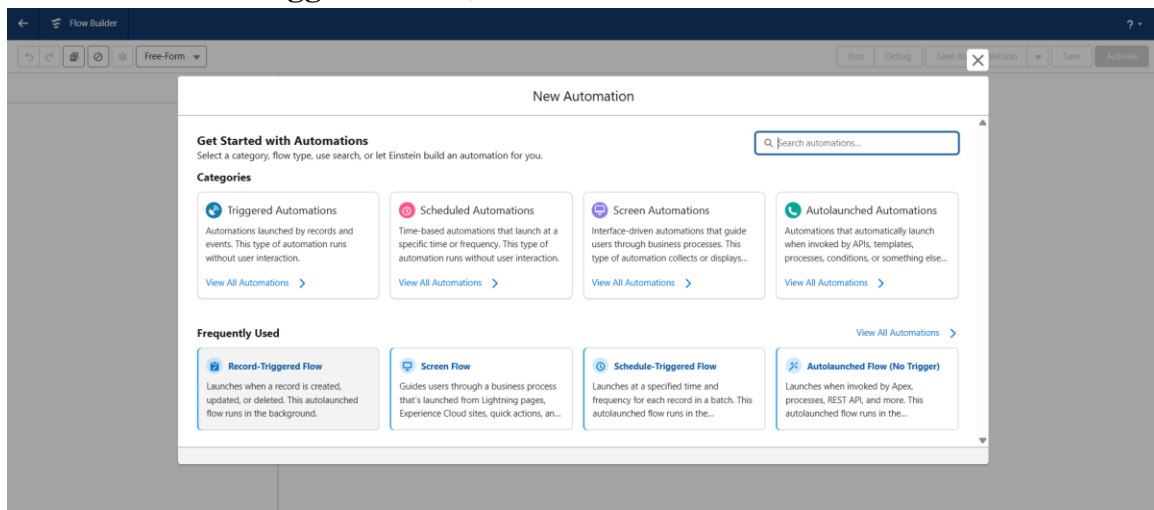 Flow Builder
?
Free-Form
Run Debug Save As Version Save Activate
New Automation
Get Started with Automations
Select a category, flow type, use search, or let Einstein build an automation for you.
Search automations...
Categories
Triggered Automations
Automations launched by records and
events. This type of automation runs
without user interaction.
View All Automations
Scheduled Automations
Time-based automations that launch at a
specific time or frequency. This type of
automation runs without user interaction.
View All Automations
Screen Automations
Interface-driven automations that guide
users through business processes. This
type of automation collects or displays...
View All Automations
Autolaunched Automations
Automations that automatically launch
when invoked by APIs, templates,
processes, conditions, or something else...
View All Automations
Frequently Used
View All Automations
Record-Triggered Flow
Launches when a record is created,
updated, or deleted. This autolaunched
flow runs in the background.
Screen Flow
Guides users through a business process
that's launched from Lightning pages,
Experience Cloud sites, quick actions, an...
Schedule-Triggered Flow
Launches at a specified time and
frequency for each record in a batch. This
autolaunched flow runs in the...
Autolaunched Flow (No Trigger)
Launches when invoked by Apex,
processes, REST API, and more. This
autolaunched flow runs in the...